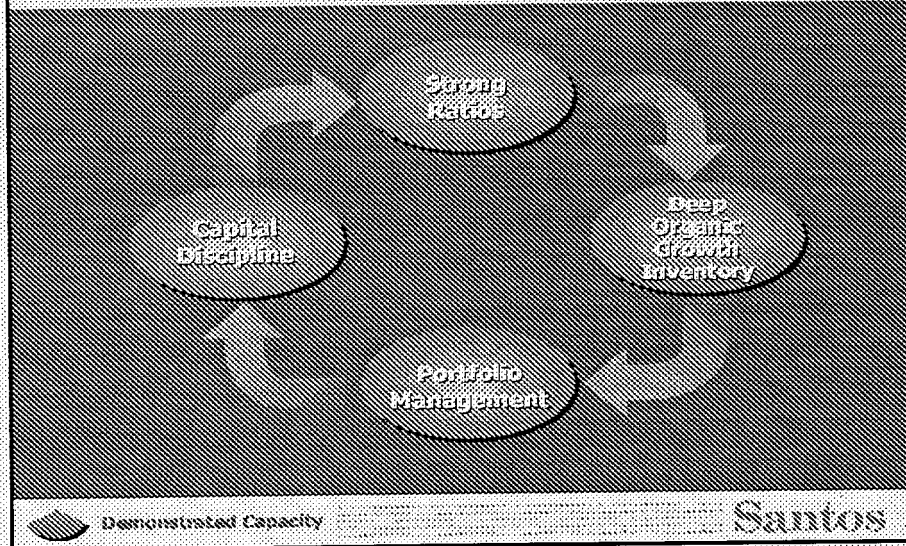 Strong
Ratios
Capital
Discipline
Deep
Organic
Growth
Inventory
Portfolio
Management
Demonstrated Capacity
Santos